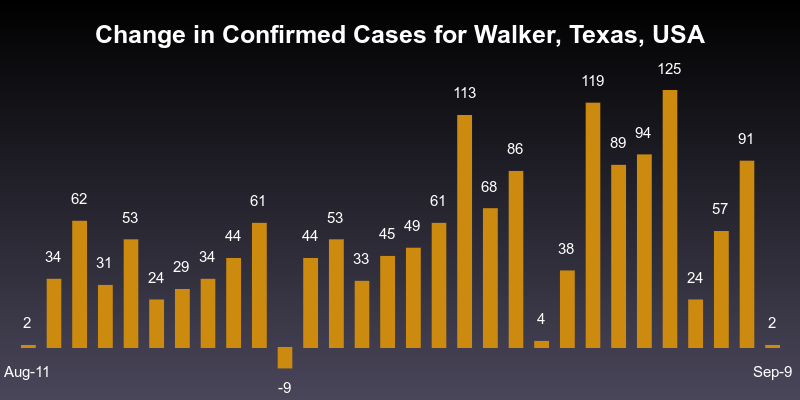 Change in Confirmed Cases for Walker, Texas, USA
2 34 62 31 53 24 29 34 44 61 -9 44 53 33 45 49 61 113 68 86 4 38 119 89 94 125 24 57 91 2
Aug-11 Sep-9